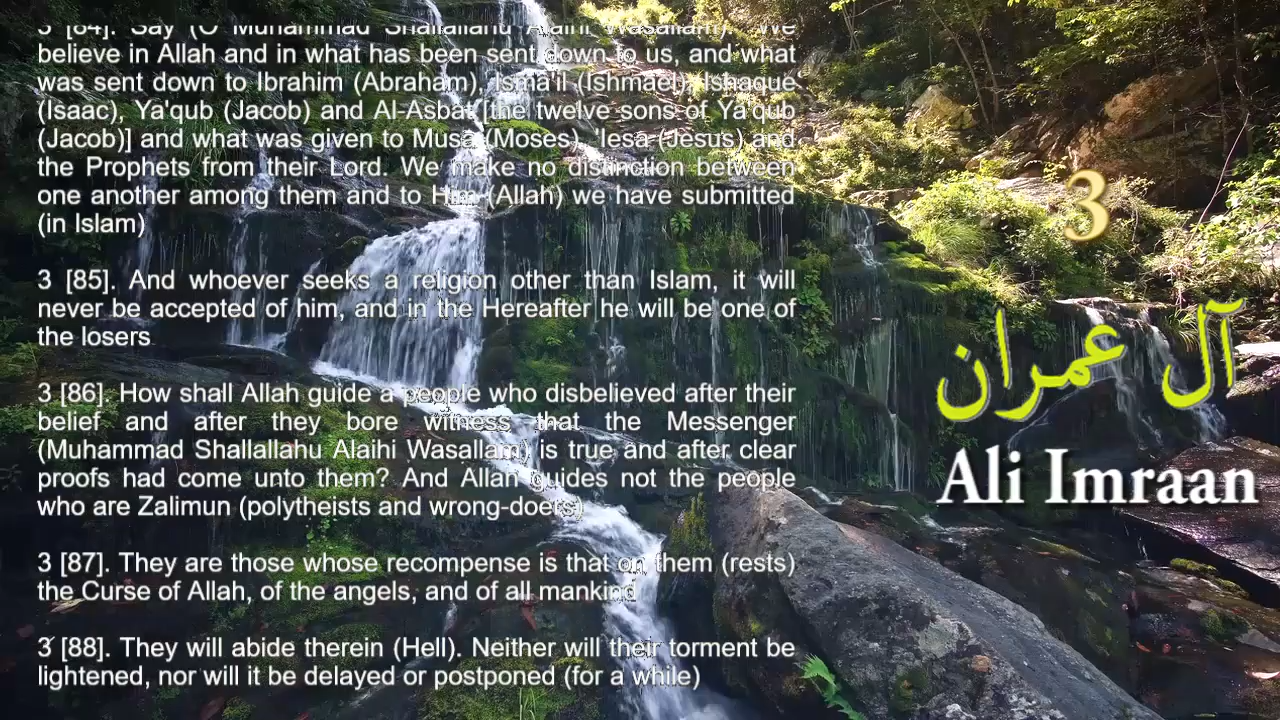 3 [84]. Say (O Muhammad Shallallahu Alaihi Wasallam): "We
believe in Allah and in what has been sent down to us, and what
was sent down to Ibrahim (Abraham), Isma'il (Ishmael), Ishaque
(Isaac), Ya'qub (Jacob) and Al-Asbat [the twelve sons of Ya'qub
(Jacob)] and what was given to Musa (Moses), 'Iesa (Jesus) and
the Prophets from their Lord. We make no distinction between
one another among them and to Him (Allah) we have submitted
(in Islam)
3 [85]. And whoever seeks a religion other than Islam, it will
never be accepted of him, and in the Hereafter he will be one of
the losers
3 [86]. How shall Allah guide a people who disbelieved after their
belief and after they bore witness that the Messenger
(Muhammad Shallallahu Alaihi Wasallam) is true and after clear
proofs had come unto them? And Allah guides not the people
who are Zalimun (polytheists and wrong-doers)
3 [87]. They are those whose recompense is that on them (rests)
the Curse of Allah, of the angels, and of all mankind
3 [88]. They will abide therein (Hell). Neither will their torment be
lightened, nor will it be delayed or postponed (for a while)
3
آل عمران
Ali Imraan